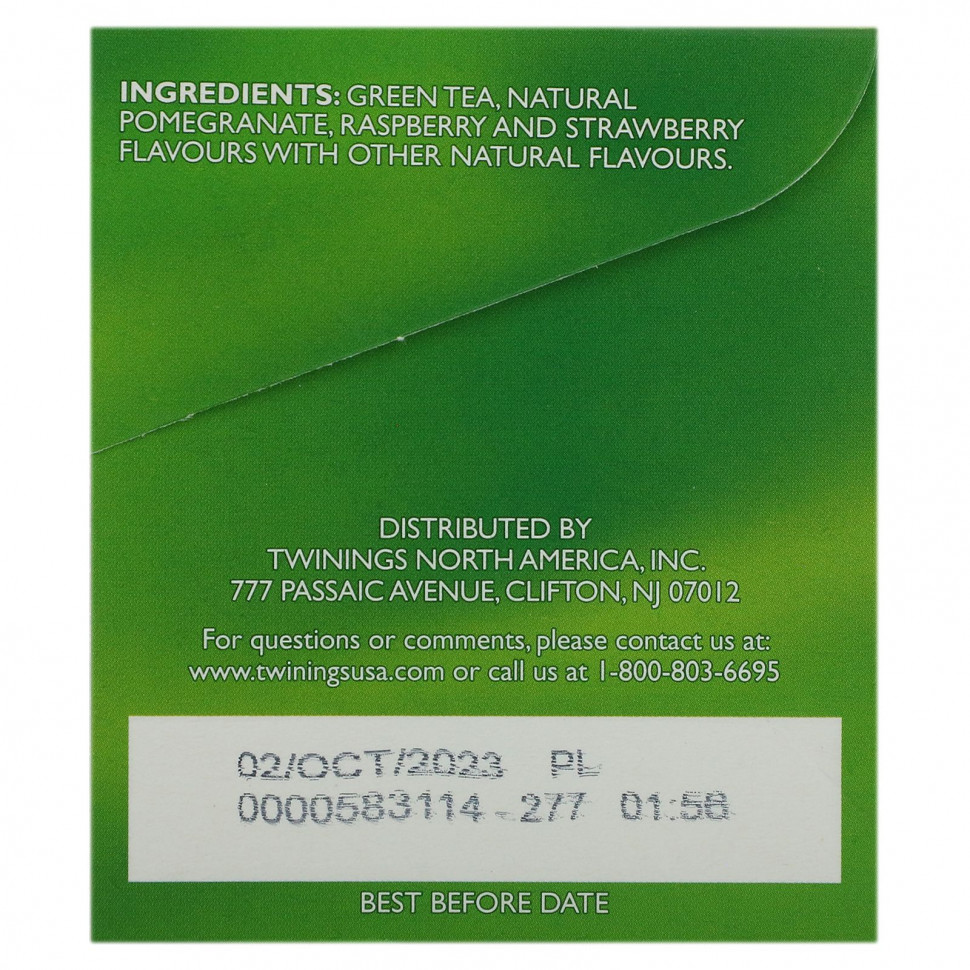 INGREDIENTS: GREEN TEA, NATURAL
POMEGRANATE, RASPBERRY AND STRAWBERRY
FLAVOURS WITH OTHER NATURAL FLAVOURS.
DISTRIBUTED BY
TWININGS NORTH AMERICA, INC.
777 PASSAIC AVENUE, CLIFTON, NJ 07012
For questions or comments, please contact us at:
www.twiningsusa.com or call us at 1-800-803-6695
02/OCT/2023 PL
0000583114 - 277 01:58
BEST BEFORE DATE